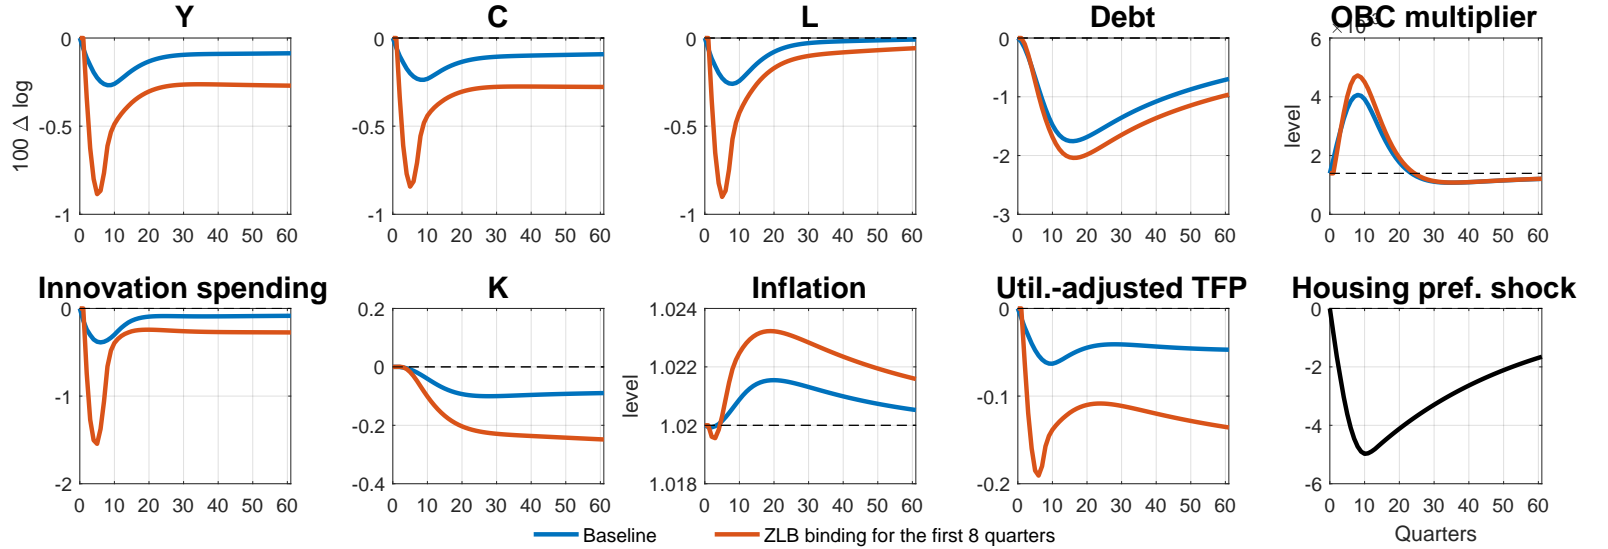 Y C L Debt OBC multiplier
0 0 0 0 6
-0.5 -0.5 -0.5 -1 4
-2 2
-1 -1 -1 -3 0
100 Δ log
level
0 10 20 30 40 50 60 0 10 20 30 40 50 60 0 10 20 30 40 50 60 0 10 20 30 40 50 60 0 10 20 30 40 50 60
Innovation spending K Inflation Util.-adjusted TFP Housing pref. shock
0 0.2 1.024 0 0
-1 0 1.022 -0.1 -2
-0.2 1.02 -4
-2 -0.4 1.018 -0.2 -6
level
0 10 20 30 40 50 60 0 10 20 30 40 50 60 0 10 20 30 40 50 60 0 10 20 30 40 50 60 0 10 20 30 40 50 60
Quarters
Baseline ZLB binding for the first 8 quarters